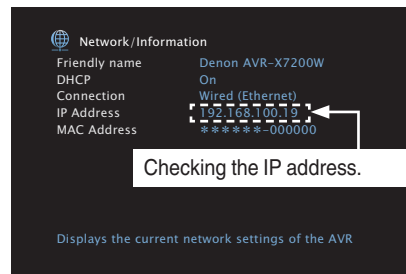 Network/Information
Friendly name Denon AVR-X7200W
DHCP On
Connection Wired (Ethernet)
IP Address 192.168.100.19
MAC Address ******-000000
Checking the IP address.
Displays the current network settings of the AVR